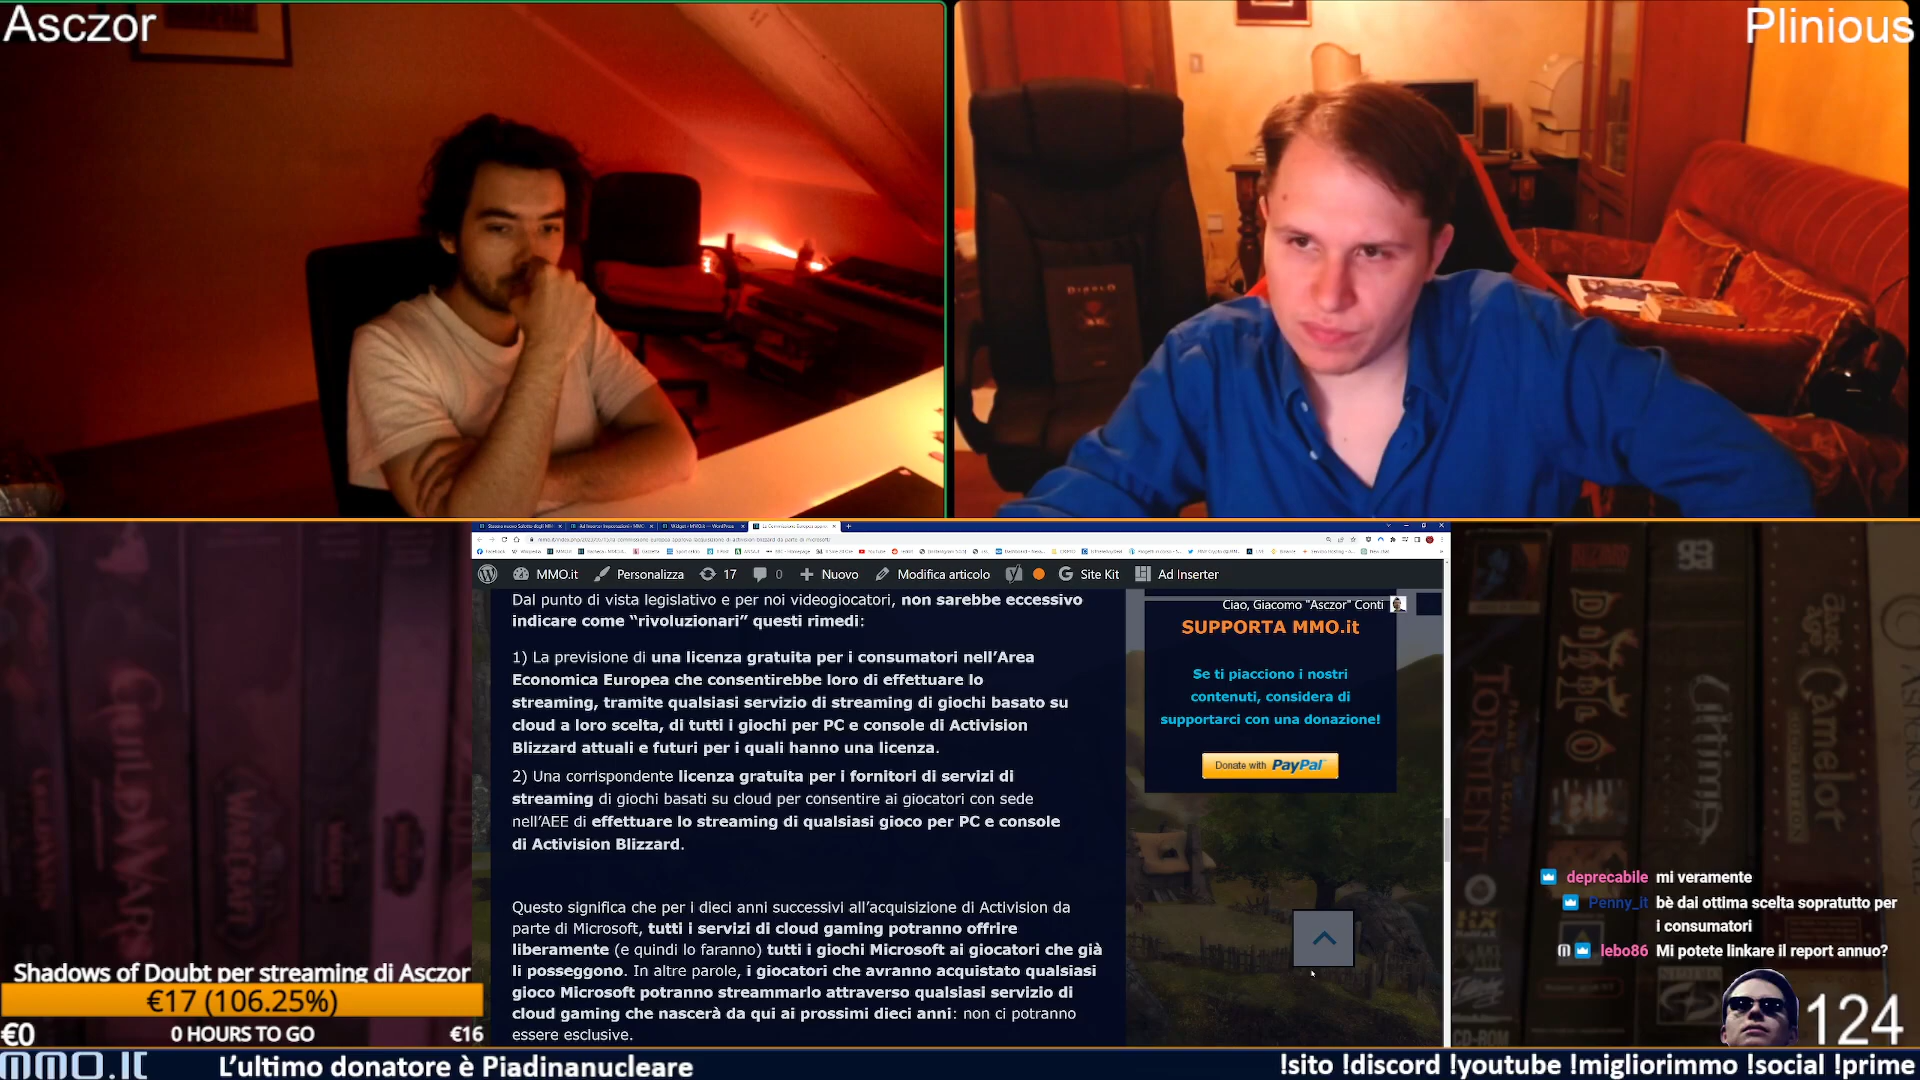 Asczor
Plinious
DIABLO
MMO.it
Personalizza
17
0
Nuovo
Modifica articolo
Site Kit
Ad Inserter
Ciao, Giacomo "Asczor" Conti
Dal punto di vista legislativo e per noi videogiocatori, non sarebbe eccessivo
indicare come “rivoluzionari” questi rimedi:
1) La previsione di una licenza gratuita per i consumatori nell’Area
Economica Europea che consentirebbe loro di effettuare lo
streaming, tramite qualsiasi servizio di streaming di giochi basato su
cloud a loro scelta, di tutti i giochi per PC e console di Activision
Blizzard attuali e futuri per i quali hanno una licenza.
2) Una corrispondente licenza gratuita per i fornitori di servizi di
streaming di giochi basati su cloud per consentire ai giocatori con sede
nell’AEE di effettuare lo streaming di qualsiasi gioco per PC e console
di Activision Blizzard.
Questo significa che per i dieci anni successivi all’acquisizione di Activision da
parte di Microsoft, tutti i servizi di cloud gaming potranno offrire
liberamente (e quindi lo faranno) tutti i giochi Microsoft ai giocatori che già
li posseggono. In altre parole, i giocatori che avranno acquistato qualsiasi
gioco Microsoft potranno streammarlo attraverso qualsiasi servizio di
cloud gaming che nascerà da qui ai prossimi dieci anni: non ci potranno
essere esclusive.
SUPPORTA MMO.it
Se ti piacciono i nostri
contenuti, considera di
supportarci con una donazione!
Donate with PayPal
GUILD WARS
WARCRAFT
TORMENT
DIABLO
Ultima
Dark Age of Camelot
CD-ROM
deprecabile mi veramente
Penny_it bè dai ottima scelta sopratutto per
i consumatori
lebo86 Mi potete linkare il report annuo?
124
Shadows of Doubt per streaming di Asczor
€17 (106.25%)
€0
0 HOURS TO GO
€16
MMO.IT
L’ultimo donatore è Piadinanucleare
!sito !discord !youtube !migliorimmo !social !prime